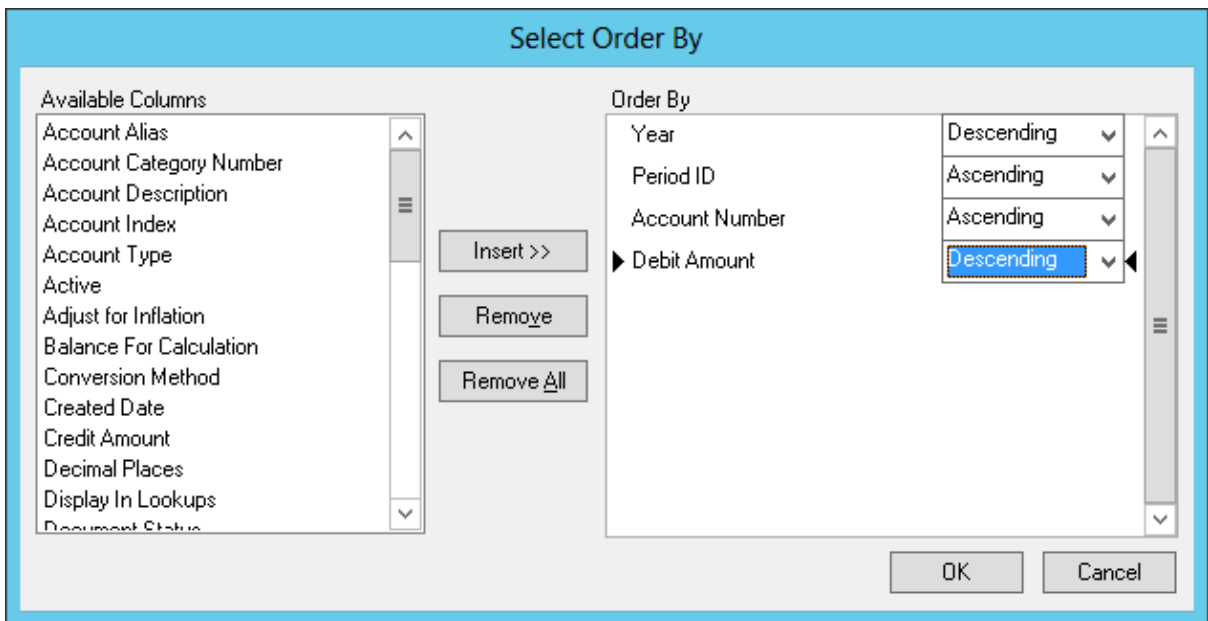 Select Order By
Available Columns
Account Alias
Account Category Number
Account Description
Account Index
Account Type
Active
Adjust for Inflation
Balance For Calculation
Conversion Method
Created Date
Credit Amount
Decimal Places
Display In Lookups
Document Status
Insert >>
Remove
Remove All
Order By
Year Descending
Period ID Ascending
Account Number Ascending
Debit Amount Descending
OK
Cancel